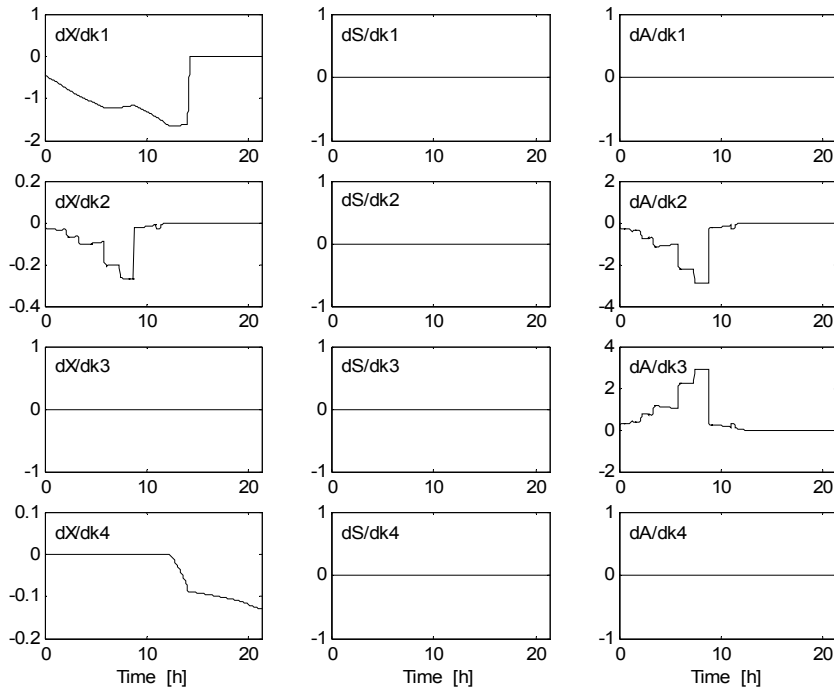 1 1 1
dX/dk1 dS/dk1 dA/dk1
0 0 0
-1
-2 -1 -1
0 10 20 0 10 20 0 10 20
0.2 1 2
dX/dk2 dS/dk2 dA/dk2
0 0 0
-0.2 -2
-0.4 -1 -4
0 10 20 0 10 20 0 10 20
1 1 4
dX/dk3 dS/dk3 dA/dk3
2
0 0 0
-1 -1 -2
0 10 20 0 10 20 0 10 20
0.1 1 1
dX/dk4 dS/dk4 dA/dk4
0 0 0
-0.1
-0.2 -1 -1
0 10 20 0 10 20 0 10 20
Time [h] Time [h] Time [h]